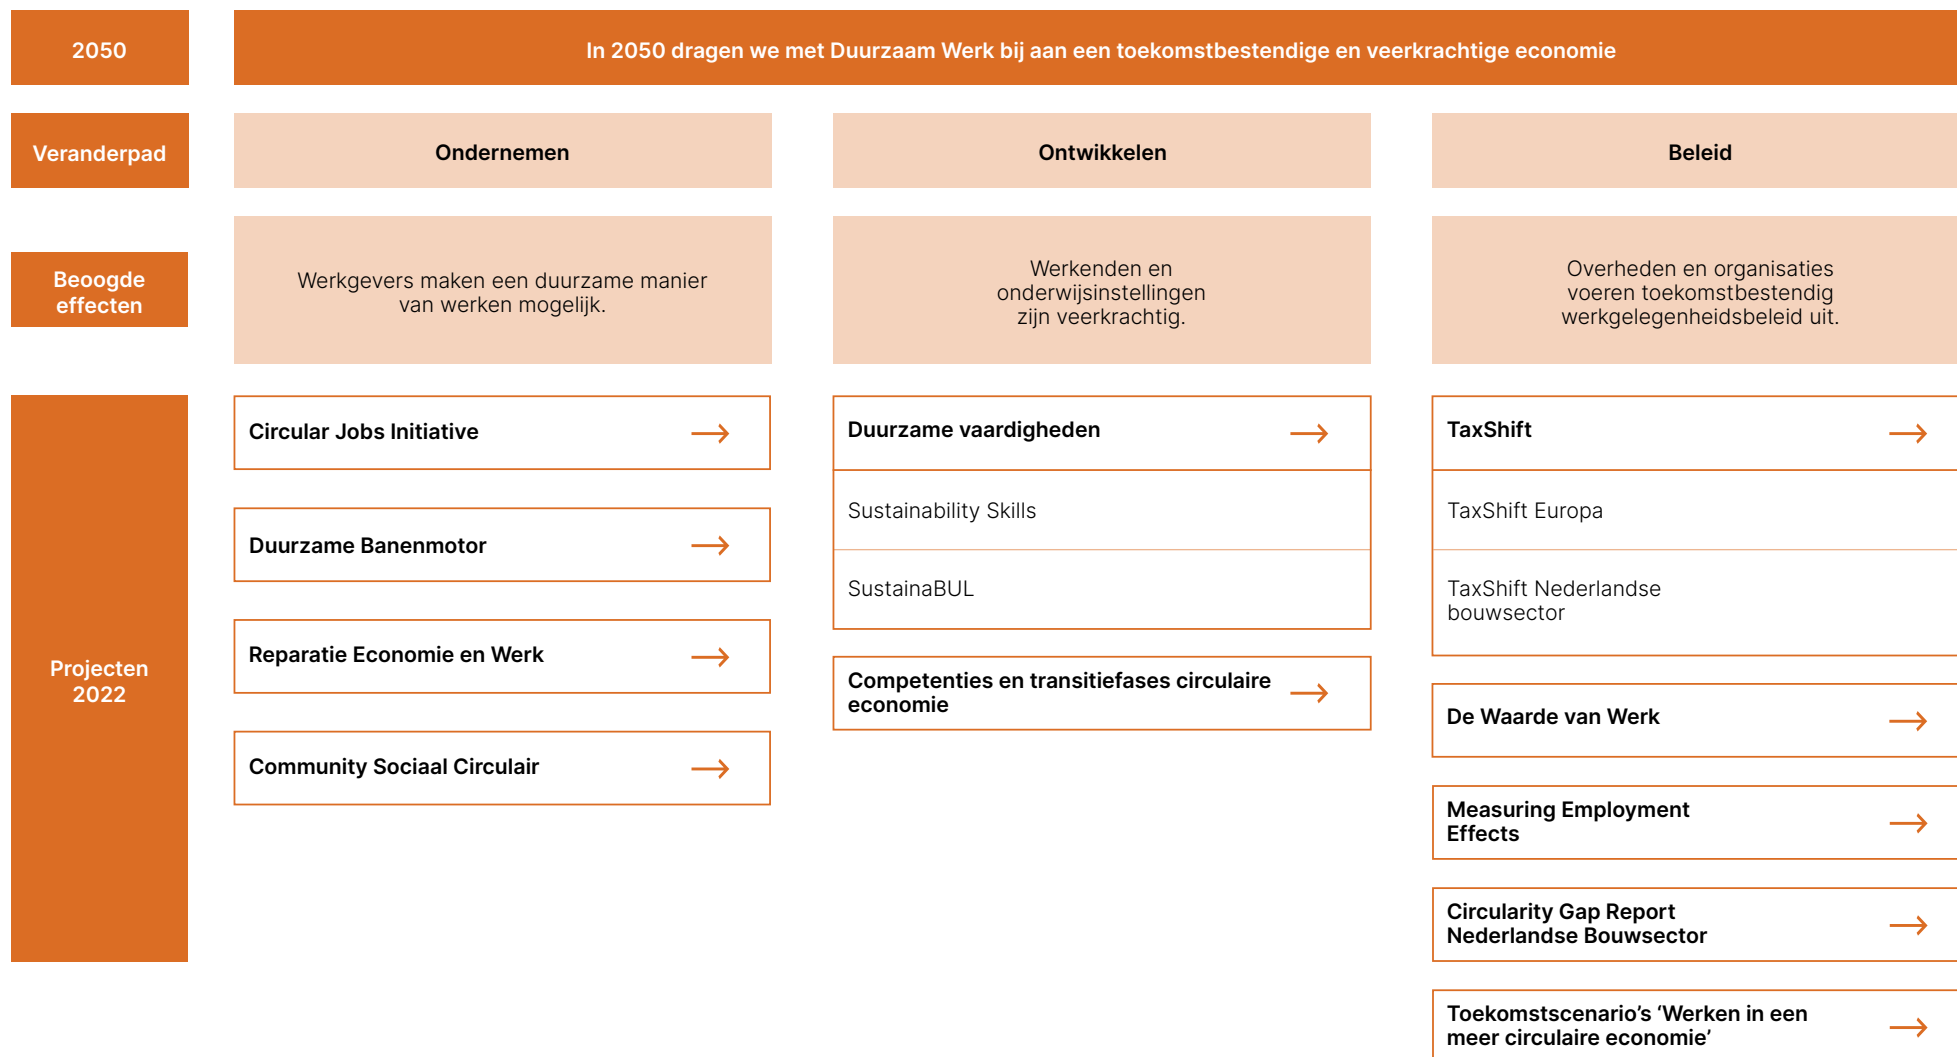 2050
In 2050 dragen we met Duurzaam Werk bij aan een toekomstbestendige en veerkrachtige economie
Veranderpad
Ondernemen
Ontwikkelen
Beleid
Beoogde
effecten
Werkgevers maken een duurzame manier
van werken mogelijk.
Werkenden en
onderwijsinstellingen
zijn veerkrachtig.
Overheden en organisaties
voeren toekomstbestendig
werkgelegenheidsbeleid uit.
Projecten
2022
Circular Jobs Initiative
Duurzame Banenmotor
Reparatie Economie en Werk
Community Sociaal Circulair
Duurzame vaardigheden
Sustainability Skills
SustainaBUL
Competenties en transitiefases circulaire
economie
TaxShift
TaxShift Europa
TaxShift Nederlandse
bouwsector
De Waarde van Werk
Measuring Employment
Effects
Circularity Gap Report
Nederlandse Bouwsector
Toekomstscenario’s ‘Werken in een
meer circulaire economie’